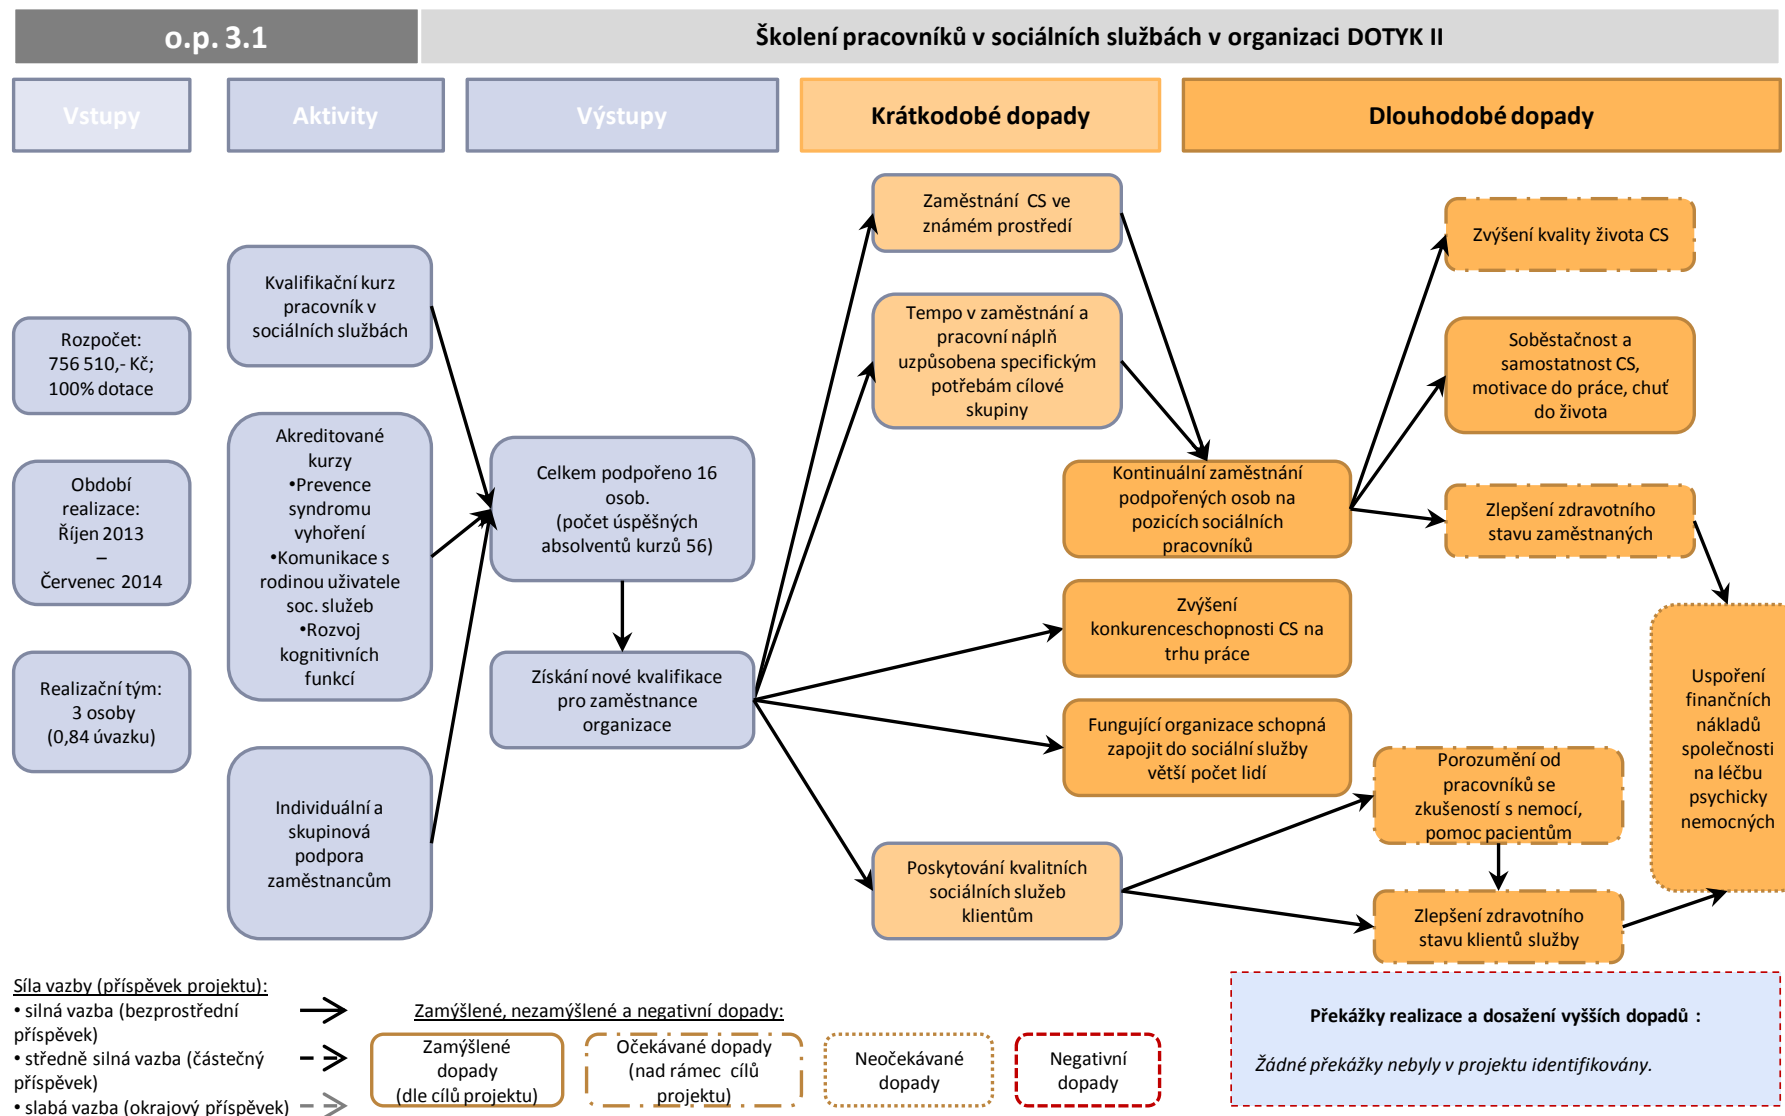 o.p. 3.1
Školení pracovníků v sociálních službách v organizaci DOTYK II
Vstupy
Aktivity
Výstupy
Krátkodobé dopady
Dlouhodobé dopady
Rozpočet:
756 510,- Kč;
100% dotace
Období
realizace:
Říjen 2013
–
Červenec 2014
Realizační tým:
3 osoby
(0,84 úvazku)
Kvalifikační kurz
pracovník v
sociálních službách
Akreditované
kurzy
•Prevence
syndromu
vyhoření
•Komunikace s
rodinou uživatele
soc. služeb
•Rozvoj
kognitivních
funkcí
Individuální a
skupinová
podpora
zaměstnancům
Celkem podpořeno 16
osob.
(počet úspěšných
absolventů kurzů 56)
Získání nové kvalifikace
pro zaměstnance
organizace
Zaměstnání CS ve
známém prostředí
Tempo v zaměstnání a
pracovní náplň
uzpůsobena specifickým
potřebám cílové
skupiny
Poskytování kvalitních
sociálních služeb
klientům
Kontinuální zaměstnání
podpořených osob na
pozicích sociálních
pracovníků
Zvýšení
konkurenceschopnosti CS na
trhu práce
Fungující organizace schopná
zapojit do sociální služby
větší počet lidí
Zvýšení kvality života CS
Soběstačnost a
samostatnost CS,
motivace do práce, chuť
do života
Zlepšení zdravotního
stavu zaměstnaných
Porozumění od
pracovníků se
zkušeností s nemocí,
pomoc pacientům
Zlepšení zdravotního
stavu klientů služby
Uspoření
finančních
nákladů
společnosti
na léčbu
psychicky
nemocných
Síla vazby (příspěvek projektu):
• silná vazba (bezprostřední
příspěvek)
• středně silná vazba (částečný
příspěvek)
• slabá vazba (okrajový příspěvek)
Zamýšlené, nezamýšlené a negativní dopady:
Zamýšlené
dopady
(dle cílů projektu)
Očekávané dopady
(nad rámec cílů
projektu)
Neočekávané
dopady
Negativní
dopady
Překážky realizace a dosažení vyšších dopadů :
Žádné překážky nebyly v projektu identifikovány.